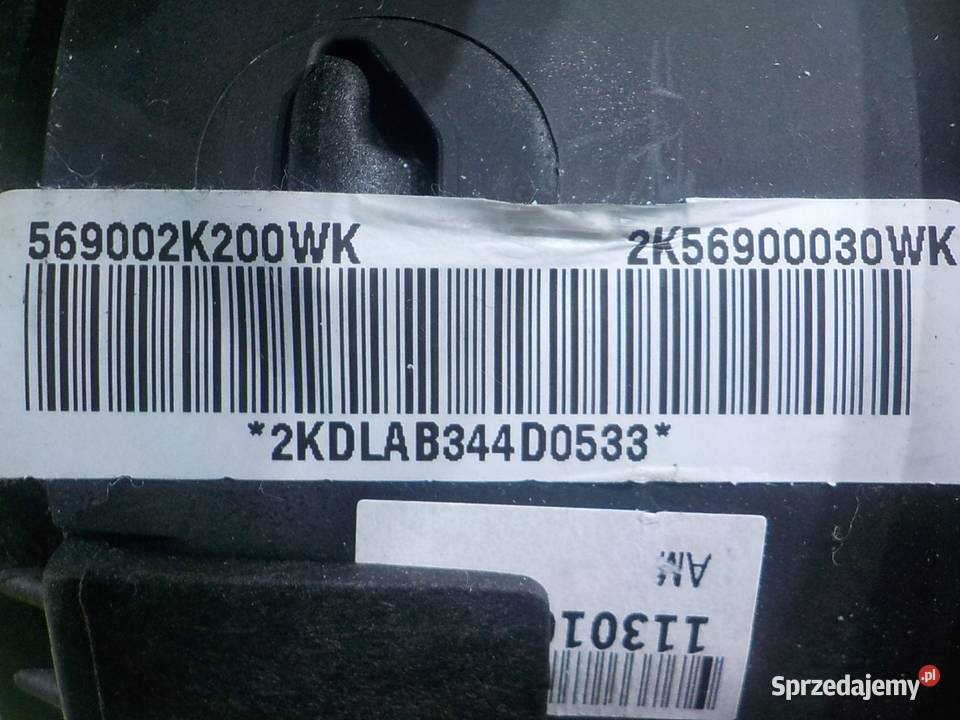 569002K200WK 2K56900030WK
*2KDLAB344D0533*
AM
11301
Sprzedajemy.pl